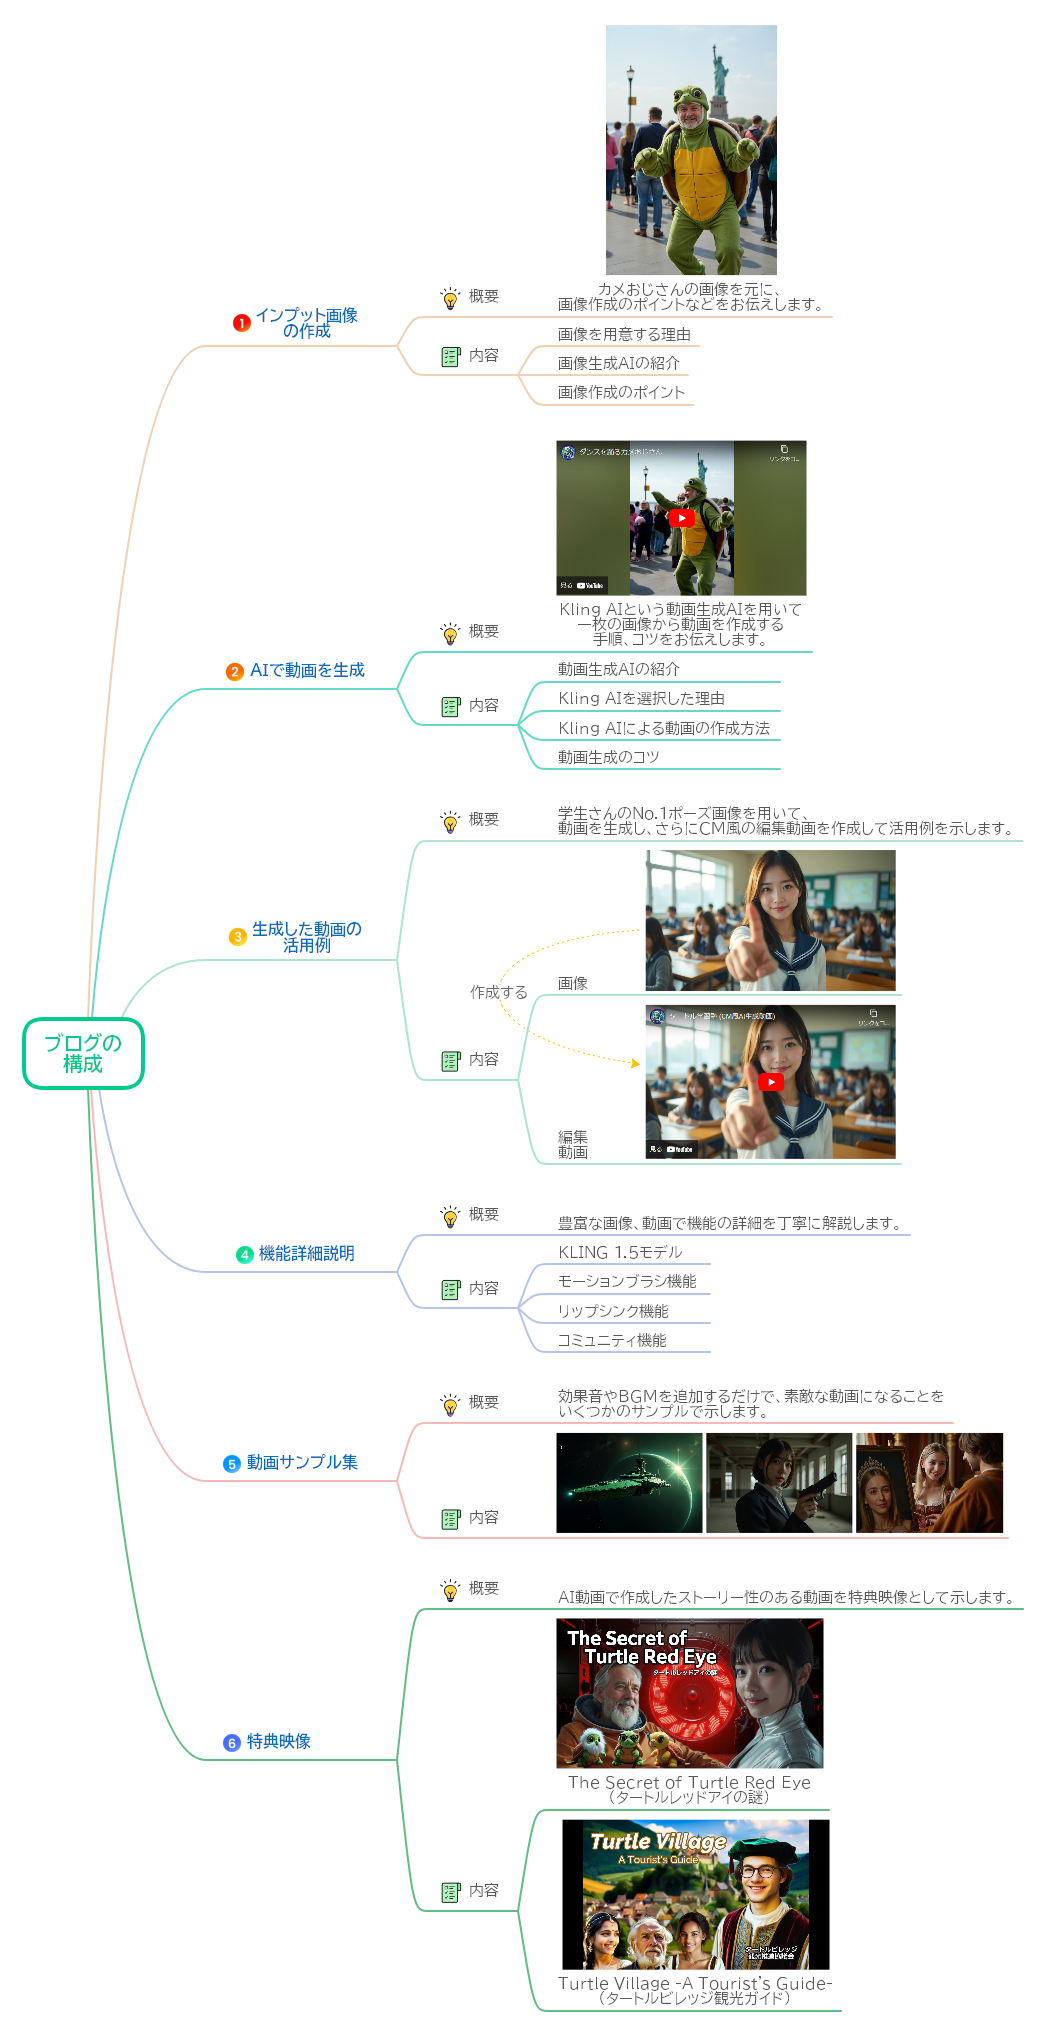 ブログの
構成
1
インプット画像
の作成
概要
カメおじさんの画像を元に、
画像作成のポイントなどをお伝えします。
内容
画像を用意する理由
画像生成AIの紹介
画像作成のポイント
2
AIで動画を生成
概要
ダンスを踊るカメおじさん
見る YouTube
Kling AIという動画生成AIを用いて
一枚の画像から動画を作成する
手順、コツをお伝えします。
内容
動画生成AIの紹介
Kling AIを選択した理由
Kling AIによる動画の作成方法
動画生成のコツ
3
生成した動画の
活用例
概要
学生さんのNo.1ポーズ画像を用いて、
動画を生成し、さらにCM風の編集動画を作成して活用例を示します。
作成する
内容
画像
見る YouTube
編集
動画
4
機能詳細説明
概要
豊富な画像、動画で機能の詳細を丁寧に解説します。
内容
KLING 1.5モデル
モーションブラシ機能
リップシンク機能
コミュニティ機能
5
動画サンプル集
概要
効果音やBGMを追加するだけで、素敵な動画になることを
いくつかのサンプルで示します。
内容
6
特典映像
概要
AI動画で作成したストーリー性のある動画を特典映像として示します。
内容
The Secret of
Turtle Red Eye
タートルレッドアイの謎
The Secret of Turtle Red Eye
（タートルレッドアイの謎）
Turtle Village
A Tourist's Guide
タートルビレッジ
Turtle Village -A Tourist's Guide-
（タートルビレッジ観光ガイド）